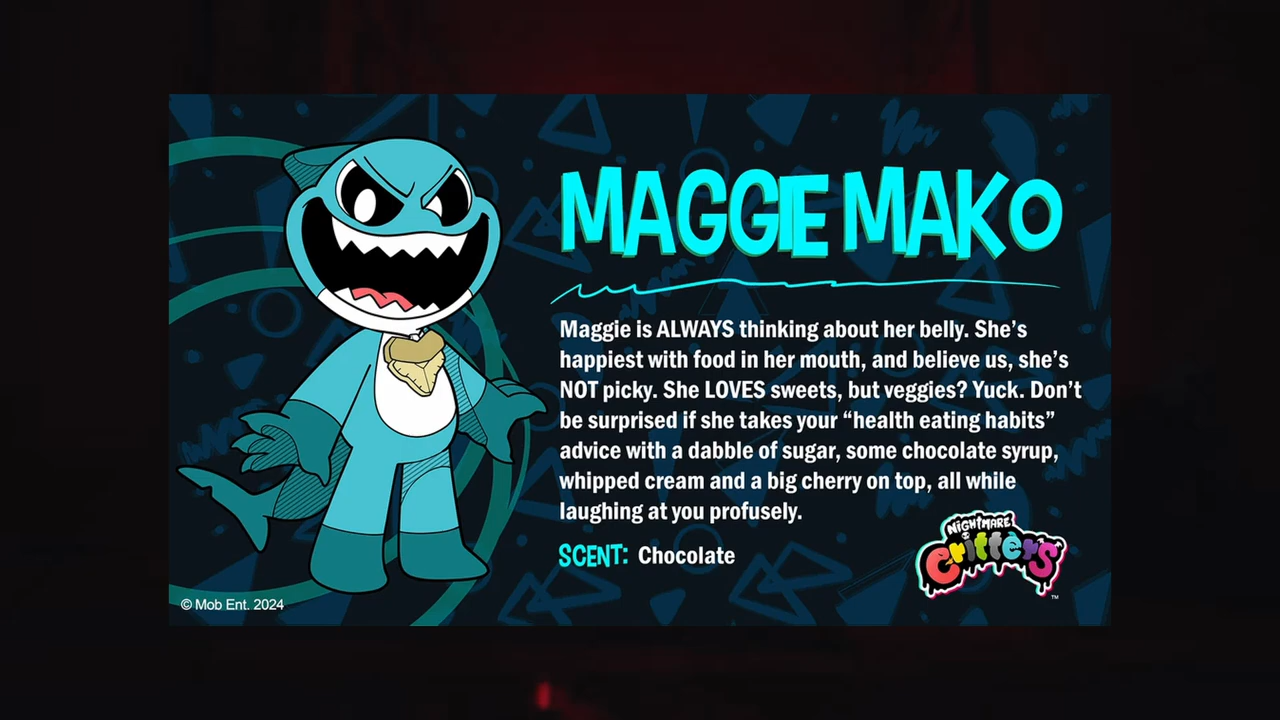 MAGGIE MAKO
Maggie is ALWAYS thinking about her belly. She's
happiest with food in her mouth, and believe us, she's
NOT picky. She LOVES sweets, but veggies? Yuck. Don't
be surprised if she takes your “health eating habits”
advice with a dabble of sugar, some chocolate syrup,
whipped cream and a big cherry on top, all while
laughing at you profusely.
SCENT: Chocolate
NIGHTMARE
Critters
TM
© Mob Ent. 2024